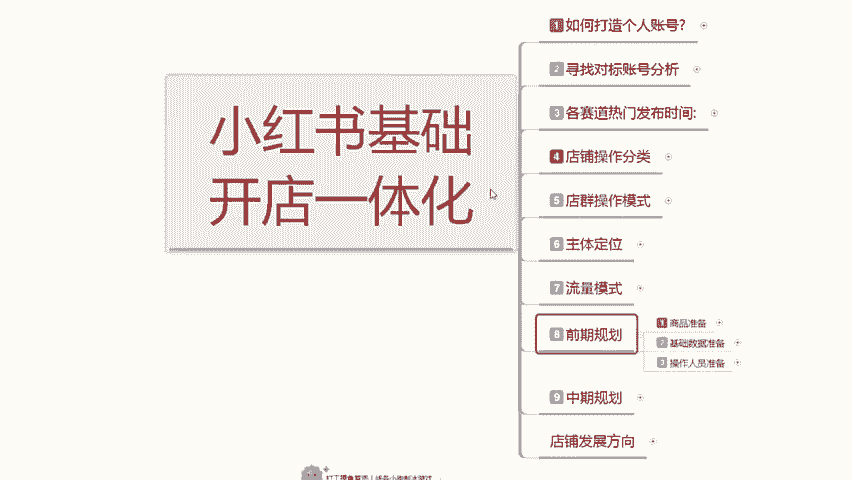 小红书基础
开店一体化
1 如何打造个人账号?
2 寻找对标账号分析
3 各赛道热门发布时间:
4 店铺操作分类
5 店群操作模式
6 主体定位
7 流量模式
8 前期规划
1 商品准备
2 基础数据准备
3 操作人员准备
9 中期规划
店铺发展方向